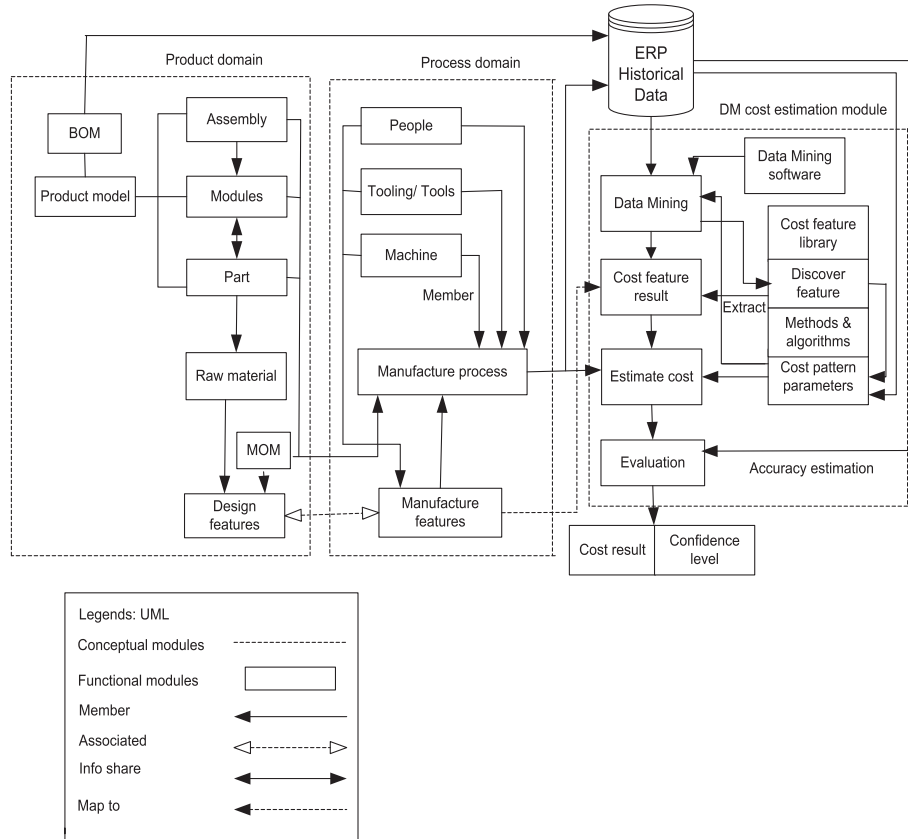 ERP
Historical
Data
Product domain
Process domain
DM cost estimation module
BOM
Assembly
Product model
Modules
Part
Raw material
MOM
Design
features
People
Tooling/ Tools
Machine
Member
Manufacture process
Manufacture
features
Data Mining
software
Data Mining
Cost feature
library
Cost feature
result
Discover
feature
Extract
Methods &
algorithms
Estimate cost
Cost pattern
parameters
Evaluation
Accuracy estimation
Cost result
Confidence
level
Legends: UML
Conceptual modules
Functional modules
Member
Associated
Info share
Map to